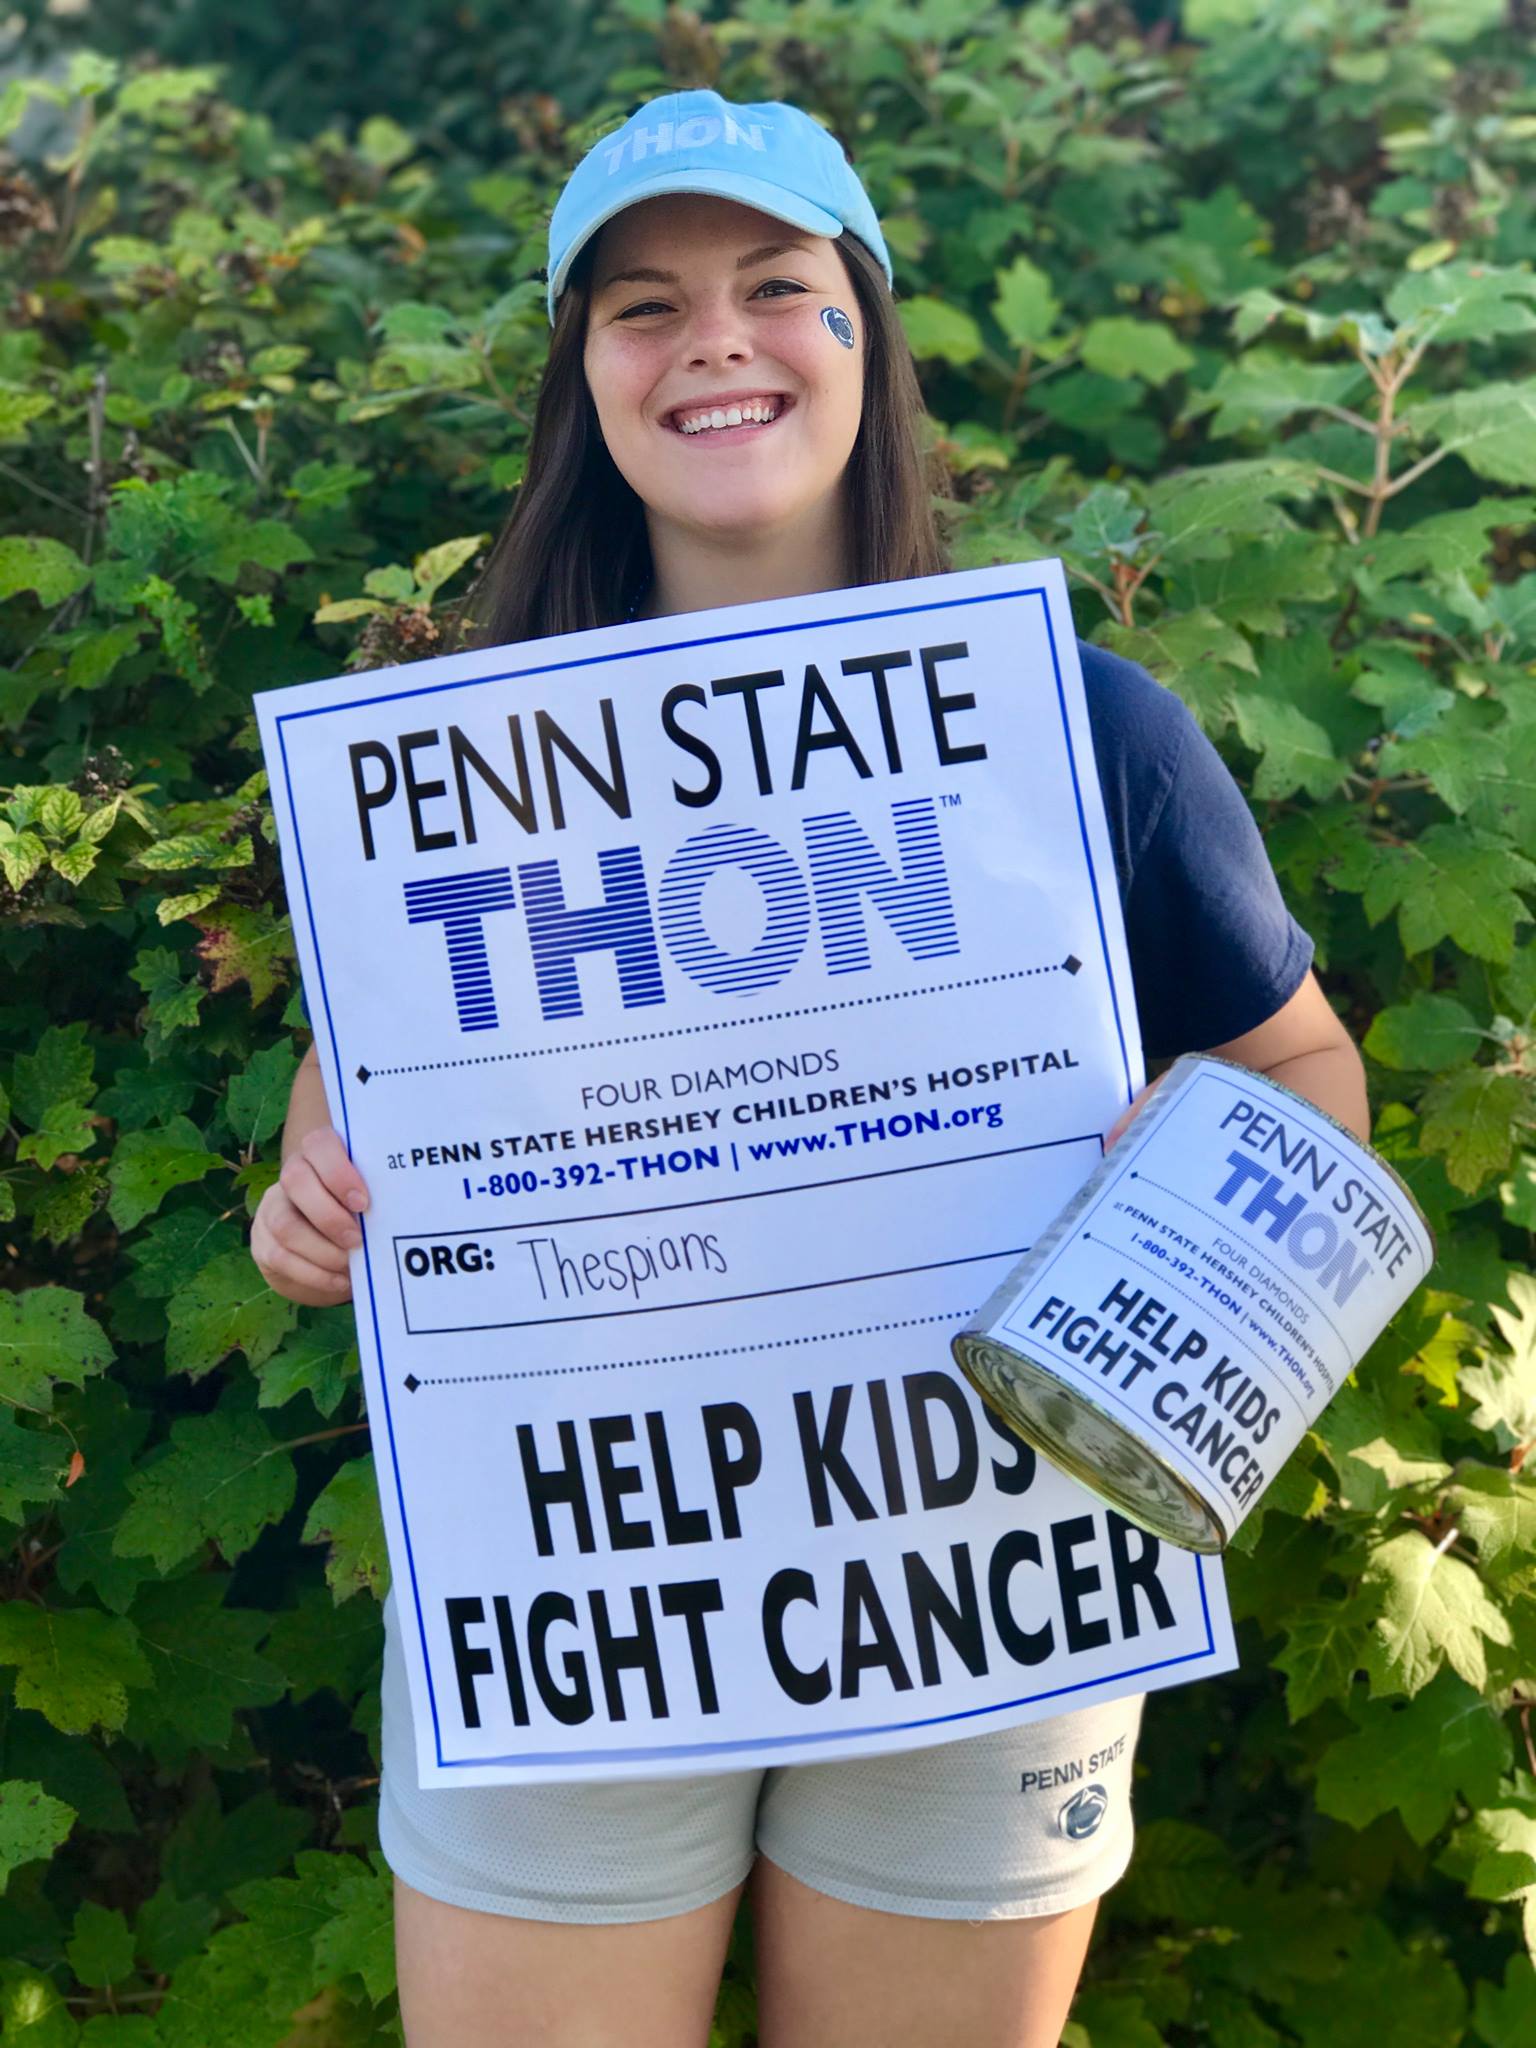 THON™
PENN STATE
THON™
FOUR DIAMONDS
at PENN STATE HERSHEY CHILDREN'S HOSPITAL
1-800-392-THON | www.THON.org
ORG: Thespians
HELP KIDS
FIGHT CANCER
PENN STATE
THON™
FOUR DIAMONDS
at PENN STATE HERSHEY CHILDREN'S HOSPITAL
1-800-392-THON | www.THON.org
HELP KIDS
FIGHT CANCER
PENN STATE